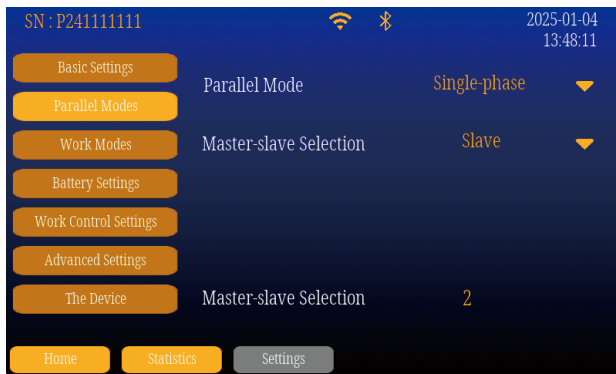 SN : P241111111
2025-01-04
13:48:11
Basic Settings
Parallel Modes
Work Modes
Battery Settings
Work Control Settings
Advanced Settings
The Device
Parallel Mode Single-phase
Master-slave Selection Slave
Master-slave Selection 2
Home Statistics Settings